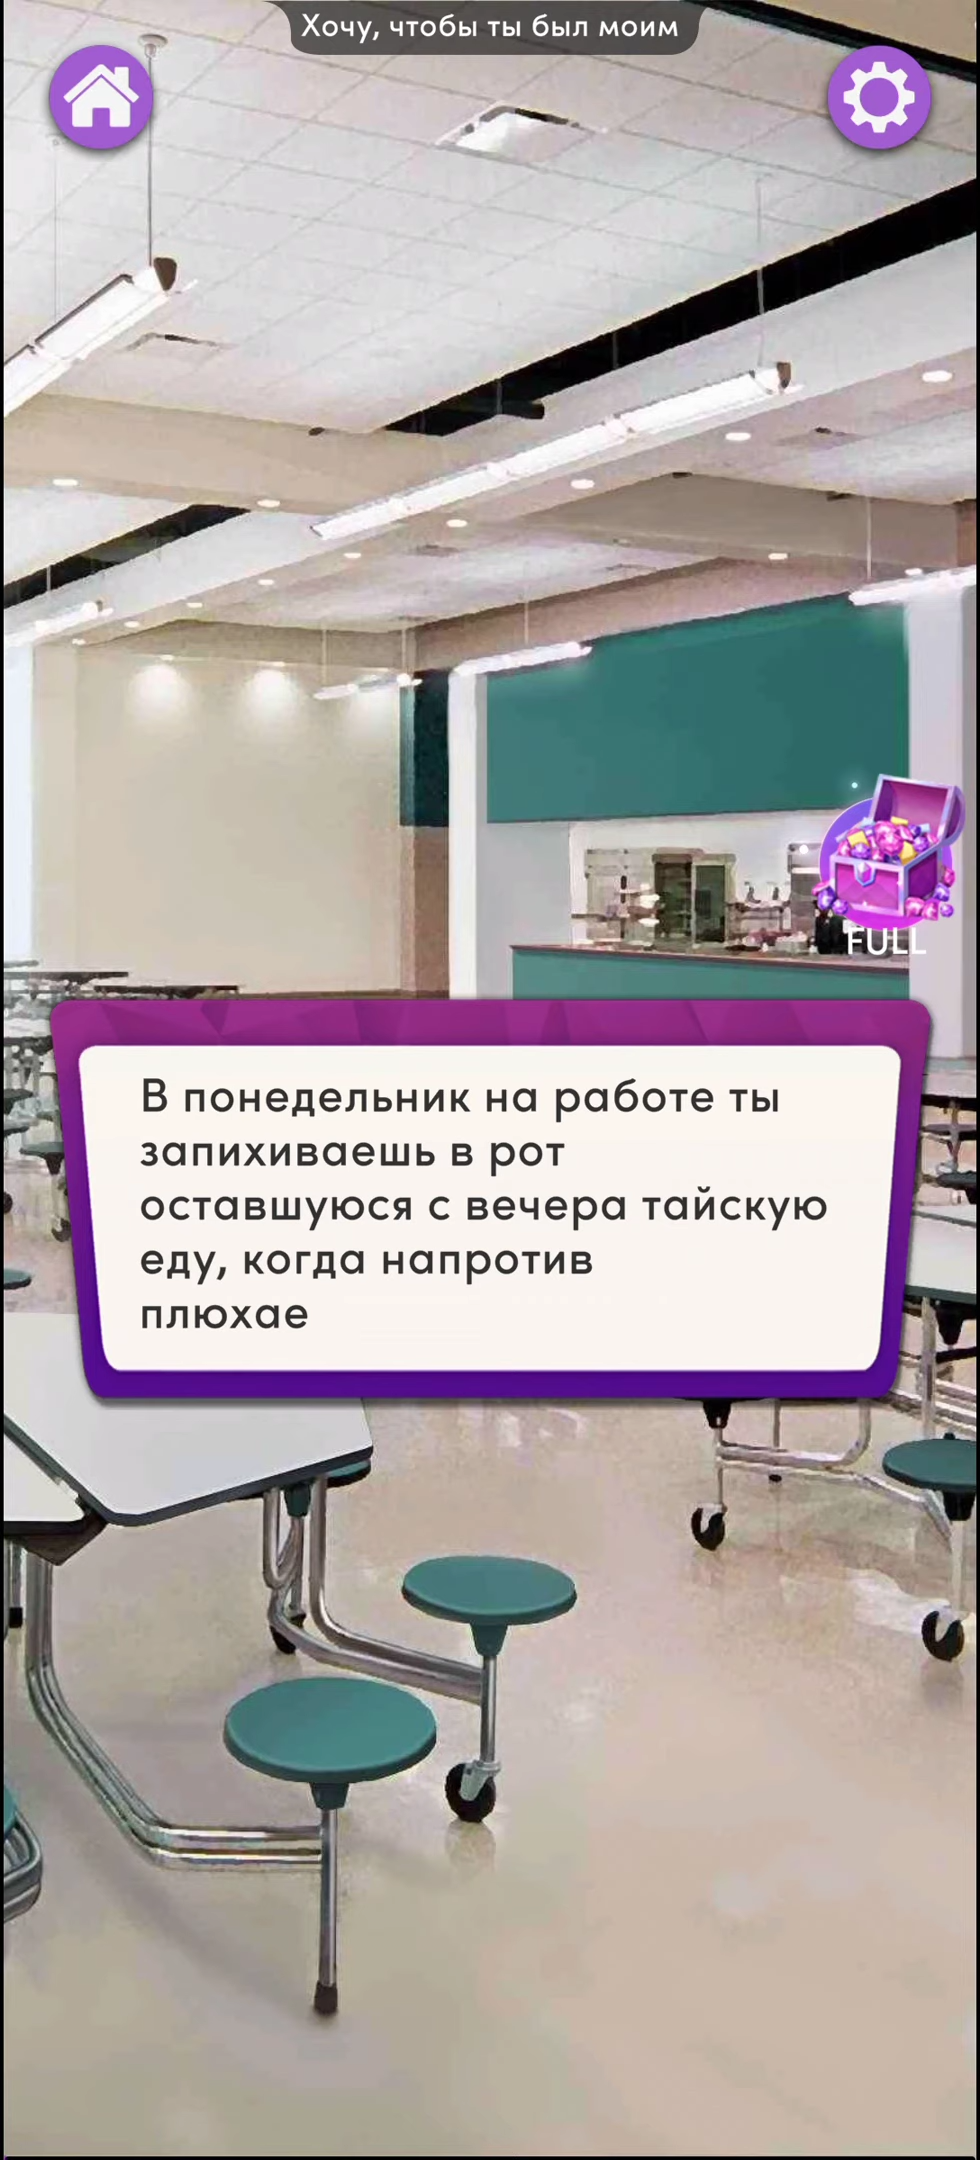 Хочу, чтобы ты был моим
FULL
В понедельник на работе ты
запихиваешь в рот
оставшуюся с вечера тайскую
еду, когда напротив
плюхае